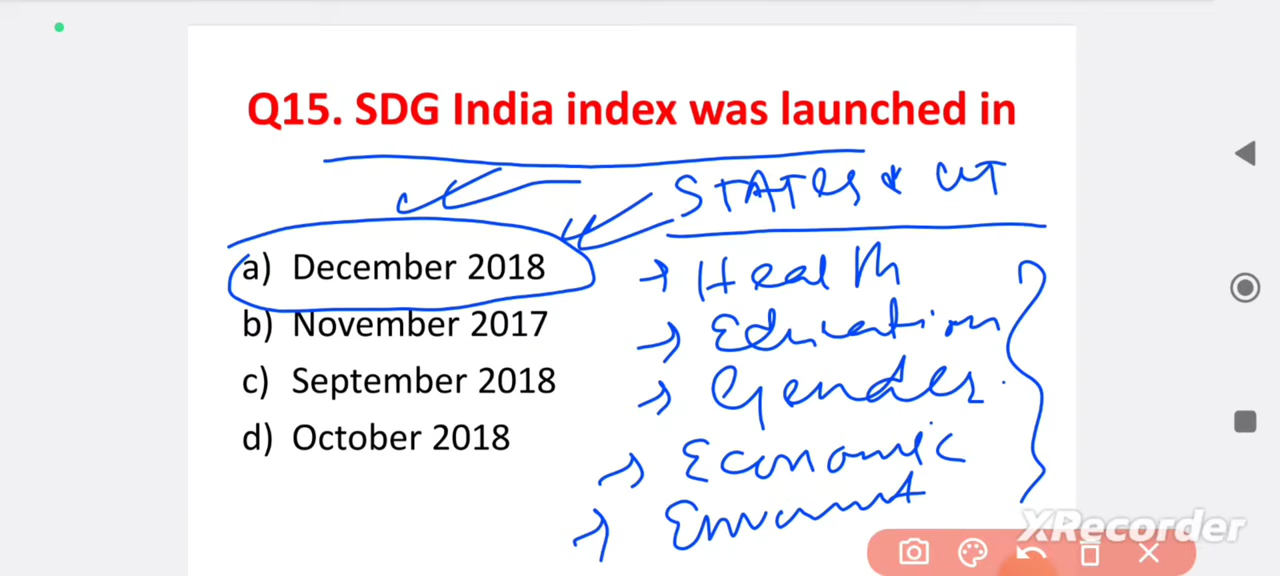 Q15. SDG India index was launched in
STATES & UT
a) December 2018
→ Health
b) November 2017
→ Education
c) September 2018
→ Gender
d) October 2018
→ Economic
XRecorder